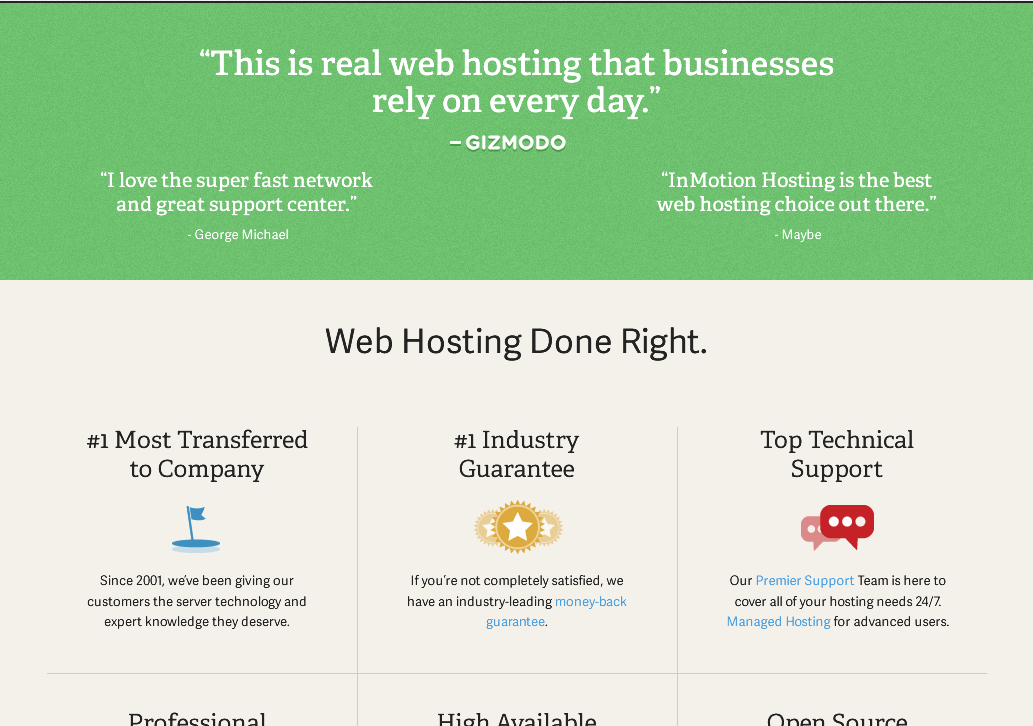 “This is real web hosting that businesses
rely on every day.”
– GIZMODO
“I love the super fast network
and great support center.”
- George Michael
“InMotion Hosting is the best
web hosting choice out there.”
- Maybe
Web Hosting Done Right.
#1 Most Transferred
to Company
Since 2001, we’ve been giving our
customers the server technology and
expert knowledge they deserve.
#1 Industry
Guarantee
If you’re not completely satisfied, we
have an industry-leading money-back
guarantee.
Top Technical
Support
Our Premier Support Team is here to
cover all of your hosting needs 24/7.
Managed Hosting for advanced users.
Professional
High Available
Open Source